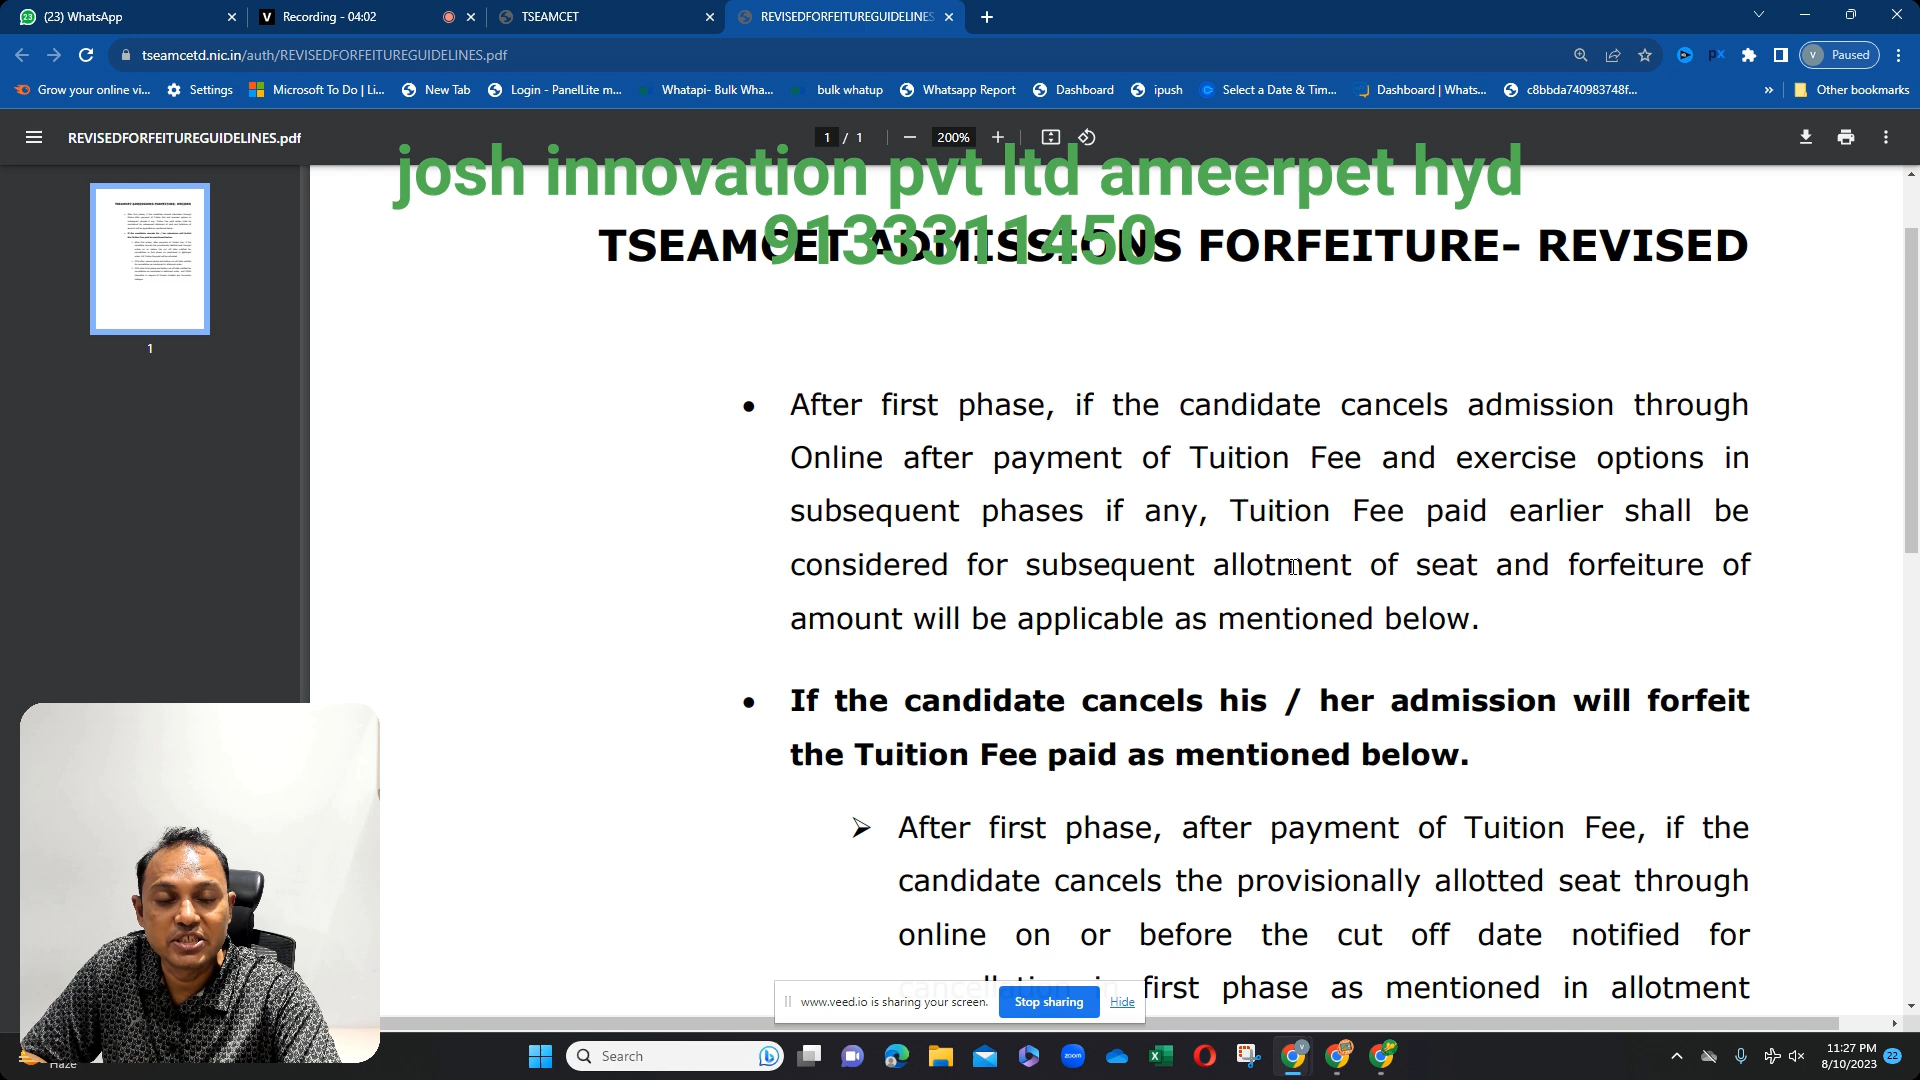 (23) WhatsApp
Recording - 04:02
TSEAMCET
REVISEDFORFEITUREGUIDELINES
tseamcetd.nic.in/auth/REVISEDFORFEITUREGUIDELINES.pdf
Paused
Grow your online vi...
Settings
Microsoft To Do | Li...
New Tab
Login - PanelLite m...
Whatapi- Bulk Wha...
bulk whatup
Whatsapp Report
Dashboard
ipush
Select a Date & Tim...
Dashboard | Whats...
c8bbda740983748f...
Other bookmarks
REVISEDFORFEITUREGUIDELINES.pdf
1 / 1
200%
josh innovation pvt ltd ameerpet hyd
9133311450
TSEAMCET ADMISSIONS FORFEITURE- REVISED
1
• After first phase, if the candidate cancels admission through
Online after payment of Tuition Fee and exercise options in
subsequent phases if any, Tuition Fee paid earlier shall be
considered for subsequent allotment of seat and forfeiture of
amount will be applicable as mentioned below.
• If the candidate cancels his / her admission will forfeit
the Tuition Fee paid as mentioned below.
➢ After first phase, after payment of Tuition Fee, if the
candidate cancels the provisionally allotted seat through
online on or before the cut off date notified for
first phase as mentioned in allotment
www.veed.io is sharing your screen.
Stop sharing
Hide
Haze
Search
zoom
11:27 PM
8/10/2023
22